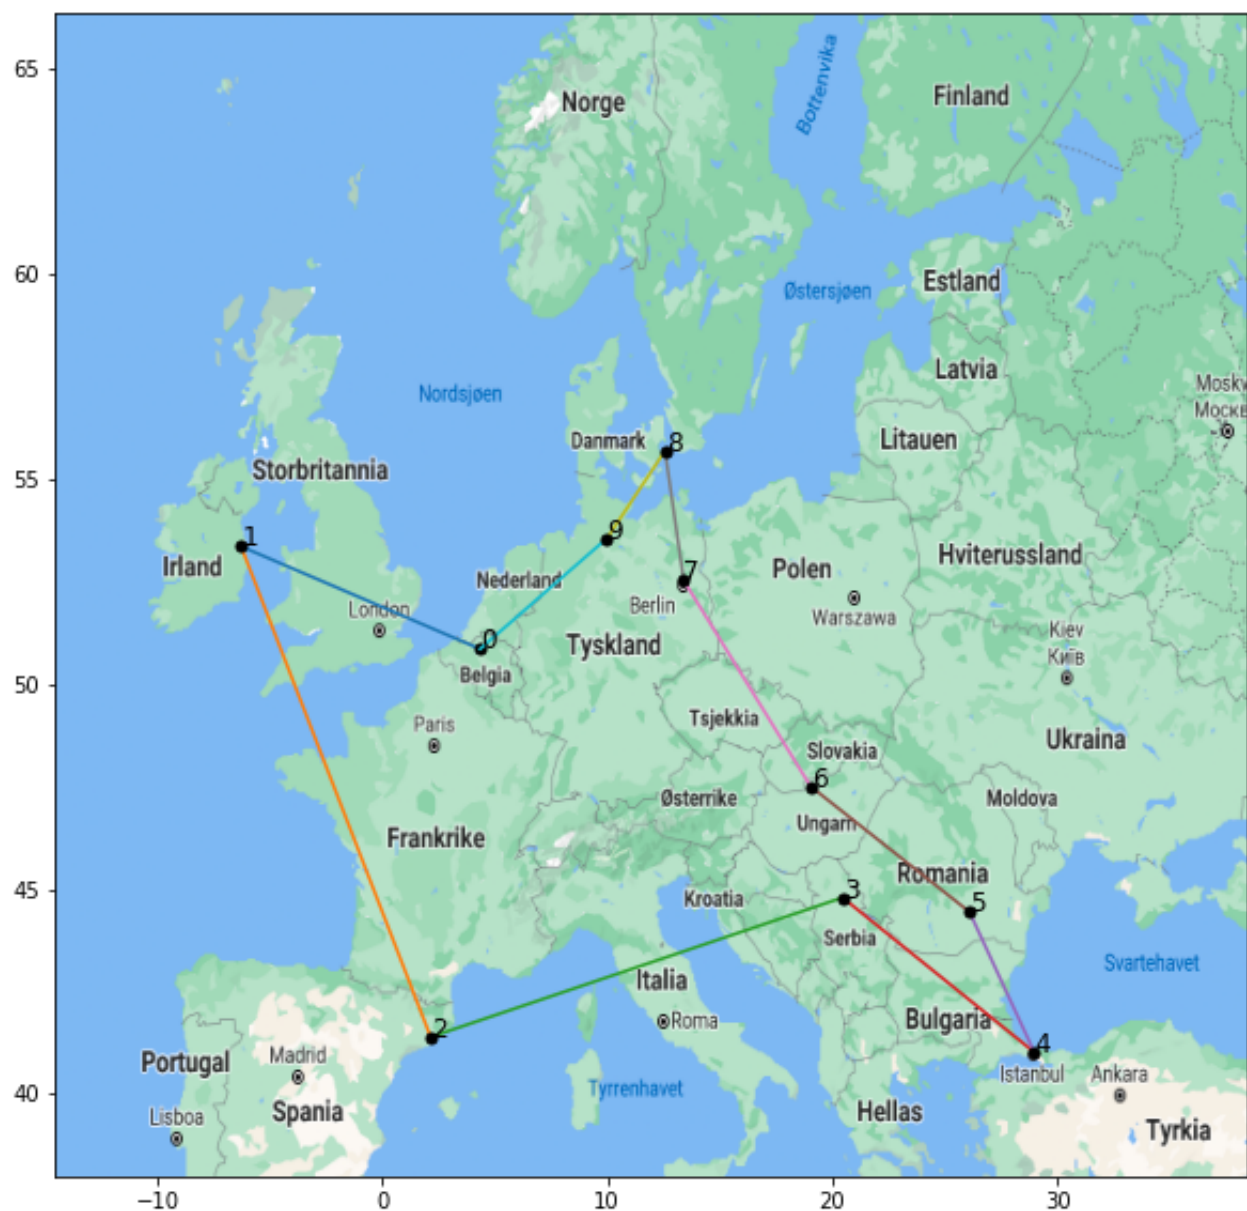 65
60
55
50
45
40
−10
0
10
20
30
Norge
Bottenvika
Finland
Estland
Østersjøen
Latvia
Nordsjøen
Moskv
Москв
Danmark
8
Litauen
Storbritannia
1
9
Irland
Nederland
7
Polen
Hviterussland
London
Berlin
Warszawa
Kiev
Київ
0
Tyskland
Belgia
Paris
Tsjekkia
Slovakia
Ukraina
6
Østerrike
Moldova
Frankrike
Ungarn
Romania
3
Kroatia
5
Serbia
Svartehavet
Italia
2
Roma
Bulgaria
4
Portugal
Madrid
Istanbul
Ankara
Tyrrenhavet
Lisboa
Spania
Hellas
Tyrkia